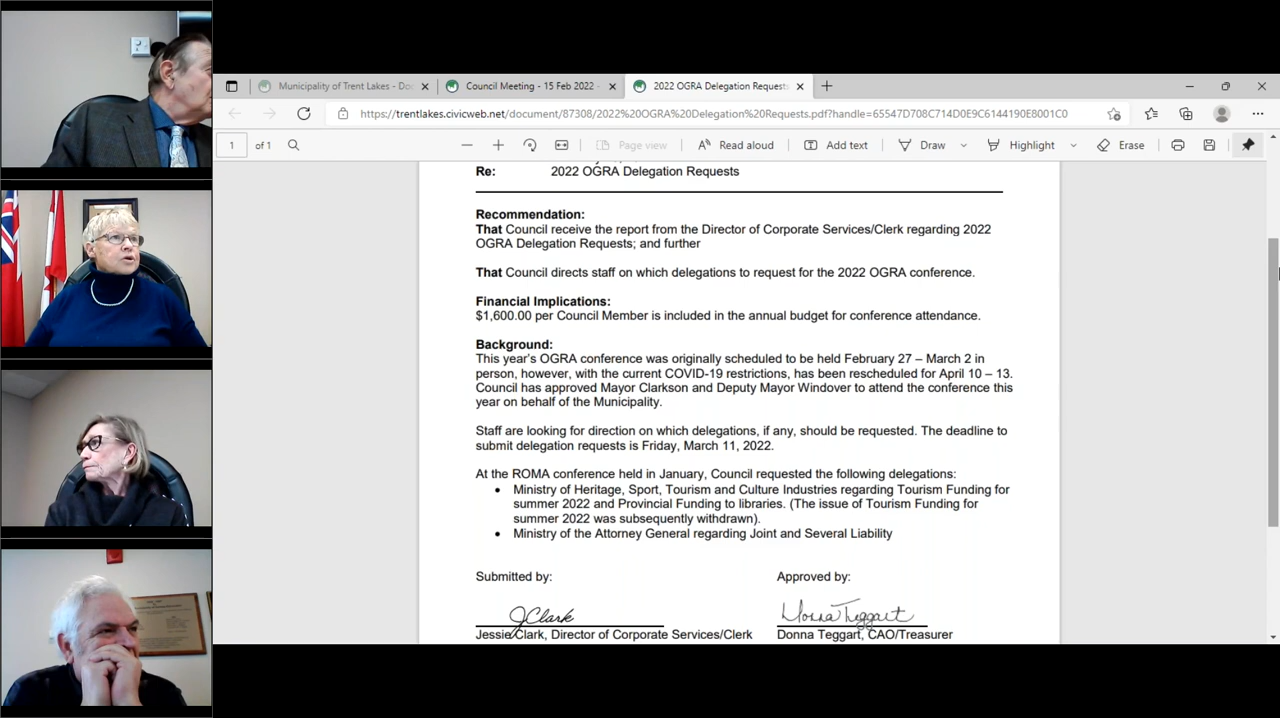 Municipality of Trent Lakes - Doc
Council Meeting - 15 Feb 2022 -
2022 OGRA Delegation Requests
https://trentlakes.civicweb.net/document/87308/2022%20OGRA%20Delegation%20Requests.pdf?handle=65547D708C714D0E9C6144190E8001C0
1 of 1 Page view Read aloud Add text Draw Highlight Erase
Re: 2022 OGRA Delegation Requests
Recommendation:
That Council receive the report from the Director of Corporate Services/Clerk regarding 2022
OGRA Delegation Requests; and further
That Council directs staff on which delegations to request for the 2022 OGRA conference.
Financial Implications:
$1,600.00 per Council Member is included in the annual budget for conference attendance.
Background:
This year's OGRA conference was originally scheduled to be held February 27 – March 2 in
person, however, with the current COVID-19 restrictions, has been rescheduled for April 10 – 13.
Council has approved Mayor Clarkson and Deputy Mayor Windover to attend the conference this
year on behalf of the Municipality.
Staff are looking for direction on which delegations, if any, should be requested. The deadline to
submit delegation requests is Friday, March 11, 2022.
At the ROMA conference held in January, Council requested the following delegations:
• Ministry of Heritage, Sport, Tourism and Culture Industries regarding Tourism Funding for
summer 2022 and Provincial Funding to libraries. (The issue of Tourism Funding for
summer 2022 was subsequently withdrawn).
• Ministry of the Attorney General regarding Joint and Several Liability
Submitted by: Approved by:
JClark Donna Teggart
Jessie Clark, Director of Corporate Services/Clerk Donna Teggart, CAO/Treasurer